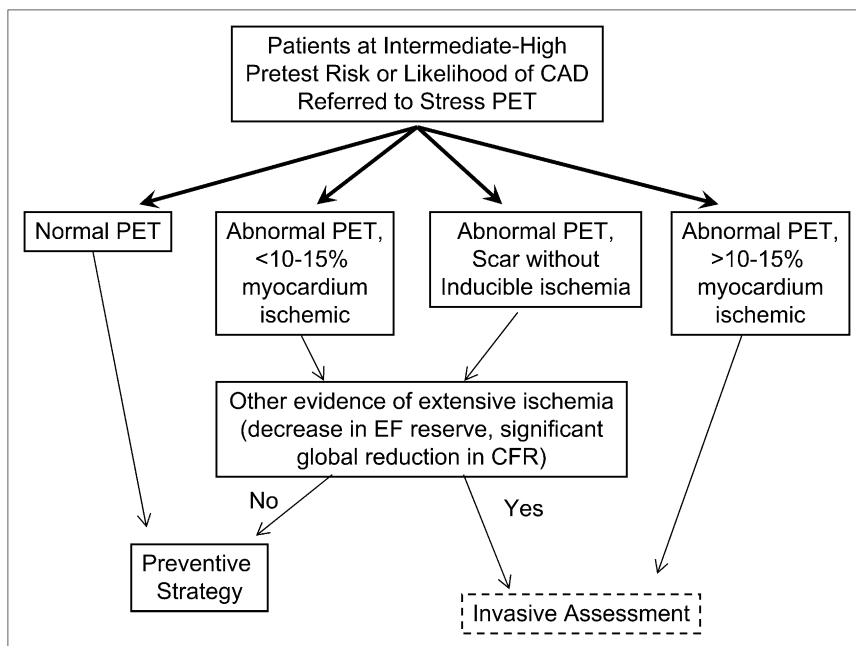 Patients at Intermediate-High
Pretest Risk or Likelihood of CAD
Referred to Stress PET
Normal PET
Abnormal PET,
<10-15%
myocardium
ischemic
Abnormal PET,
Scar without
Inducible ischemia
Abnormal PET,
>10-15%
myocardium
ischemic
Other evidence of extensive ischemia
(decrease in EF reserve, significant
global reduction in CFR)
No
Yes
Preventive
Strategy
Invasive Assessment